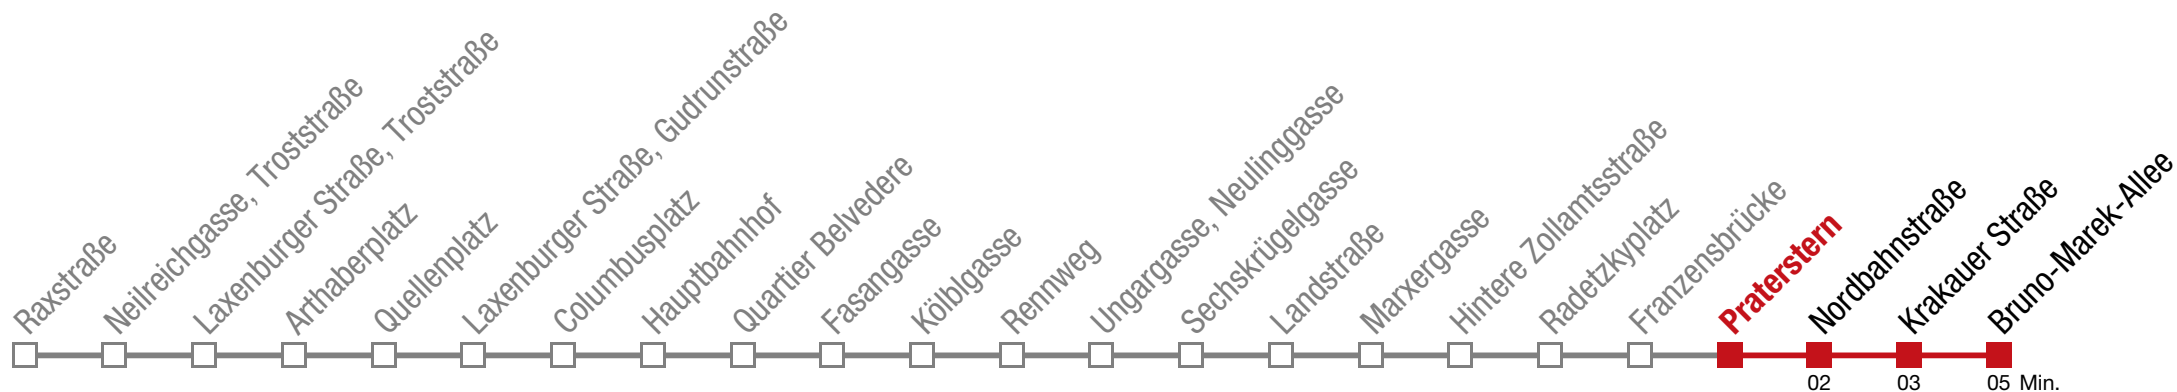 Raxstraße
Neilreichgasse, Troststraße
Laxenburger Straße, Troststraße
Arthaberplatz
Quellenplatz
Laxenburger Straße, Gudrunstraße
Columbusplatz
Hauptbahnhof
Quartier Belvedere
Fasangasse
Kölblgasse
Rennweg
Ungargasse, Neulinggasse
Sechskrügelgasse
Landstraße
Marxergasse
Hintere Zollamtsstraße
Radetzkyplatz
Franzensbrücke
Praterstern
Nordbahnstraße
Krakauer Straße
Bruno-Marek-Allee
02 03 05 Min.